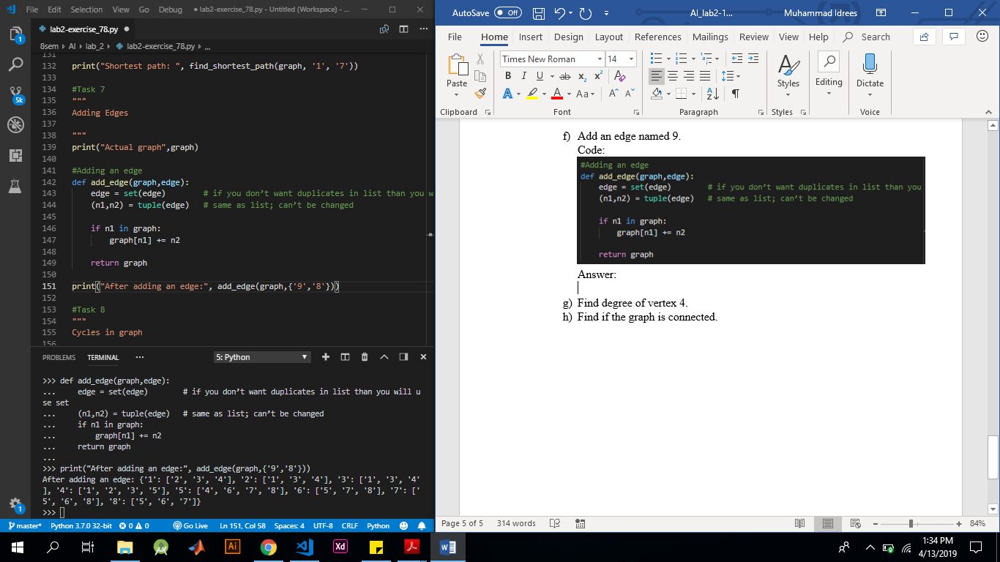 File Edit Selection View Go Debug ● lab2-exercise_78.py - Untitled (Workspace) - ...
lab2-exercise_78.py ●
8sem ▸ AI ▸ lab_2 ▸ lab2-exercise_78.py ▸ ...
131
132 print("Shortest path: ", find_shortest_path(graph, '1', '7'))
133
134 #Task 7
135 """
136 Adding Edges
137
138 """
139 print("Actual graph",graph)
140
141 #Adding an edge
142 def add_edge(graph,edge):
143 edge = set(edge) # if you don’t want duplicates in list than you w
144 (n1,n2) = tuple(edge) # same as list; can’t be changed
145
146 if n1 in graph:
147 graph[n1] += n2
148
149 return graph
150
151 print("After adding an edge:", add_edge(graph,{'9','8'}))
152
153 #Task 8
154 """
155 Cycles in graph
156
1
5k
1
PROBLEMS TERMINAL ... 5: Python
>>> def add_edge(graph,edge):
... edge = set(edge) # if you don’t want duplicates in list than you will u
se set
... (n1,n2) = tuple(edge) # same as list; can’t be changed
... if n1 in graph:
... graph[n1] += n2
... return graph
...
>>> print("After adding an edge:", add_edge(graph,{'9','8'}))
After adding an edge: {'1': ['2', '3', '4'], '2': ['1', '3', '4'], '3': ['1', '3', '4'
], '4': ['1', '2', '3', '5'], '5': ['4', '6', '7', '8'], '6': ['5', '7', '8'], '7': ['
5', '6', '8'], '8': ['5', '6', '7']}
>>>
master* Python 3.7.0 32-bit 0 0 Go Live Ln 151, Col 58 Spaces: 4 UTF-8 CRLF Python
AutoSave Off AI_lab2-1... Muhammad Idrees
File Home Insert Design Layout References Mailings Review View Help Search
Paste
Times New Roman 14
B I U ab x₂ x²
A A Aa A A
Styles
Editing
Dictate
Clipboard Font Paragraph Styles Voice
f) Add an edge named 9.
Code:
#Adding an edge
def add_edge(graph,edge):
edge = set(edge) # if you don’t want duplicates in list than you
(n1,n2) = tuple(edge) # same as list; can’t be changed
if n1 in graph:
graph[n1] += n2
return graph
Answer:
g) Find degree of vertex 4.
h) Find if the graph is connected.
Page 5 of 5 314 words 84%
Ai Xd
1:34 PM
4/13/2019